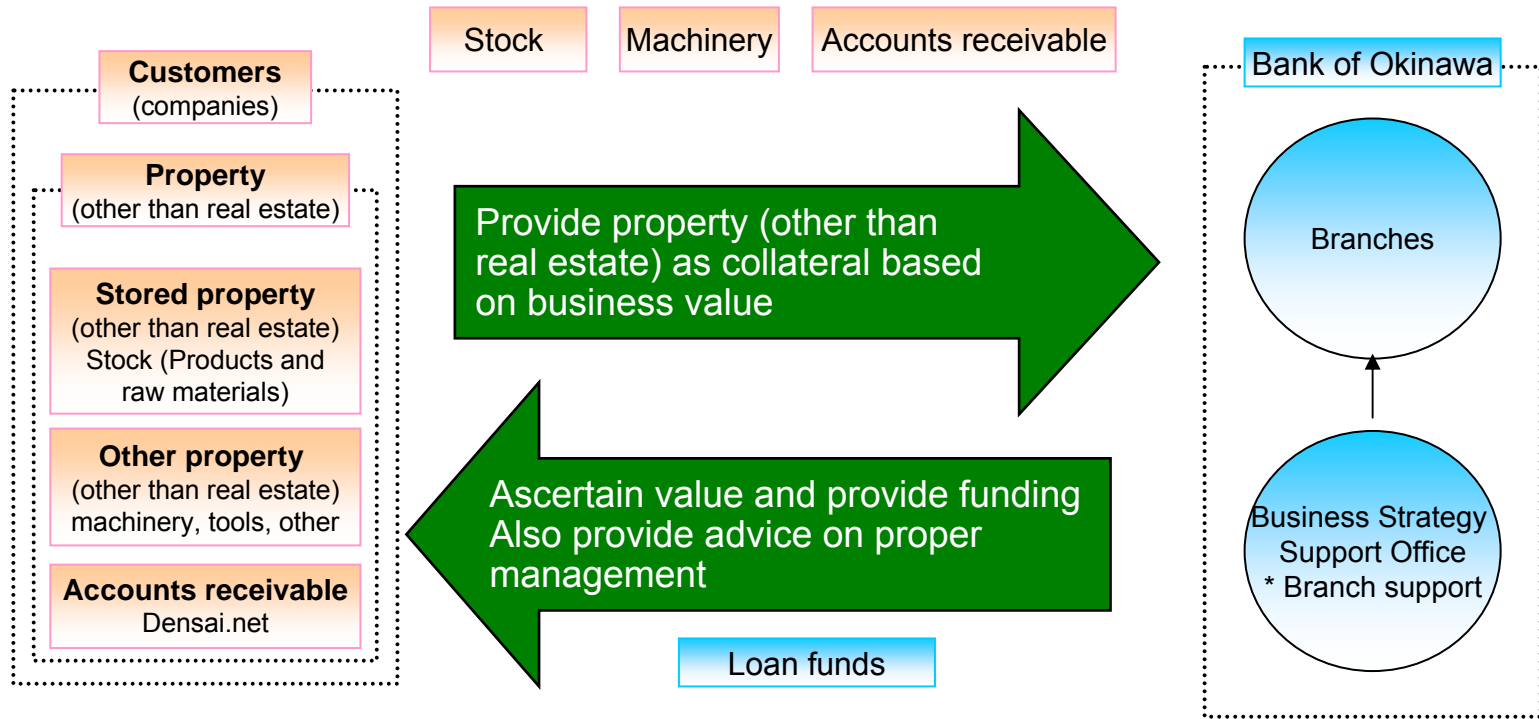 Stock
Machinery
Accounts receivable
Customers
(companies)
Property
(other than real estate)
Stored property
(other than real estate)
Stock (Products and
raw materials)
Other property
(other than real estate)
machinery, tools, other
Accounts receivable
Densai.net
Provide property (other than
real estate) as collateral based
on business value
Ascertain value and provide funding
Also provide advice on proper
management
Loan funds
Bank of Okinawa
Branches
Business Strategy
Support Office
* Branch support